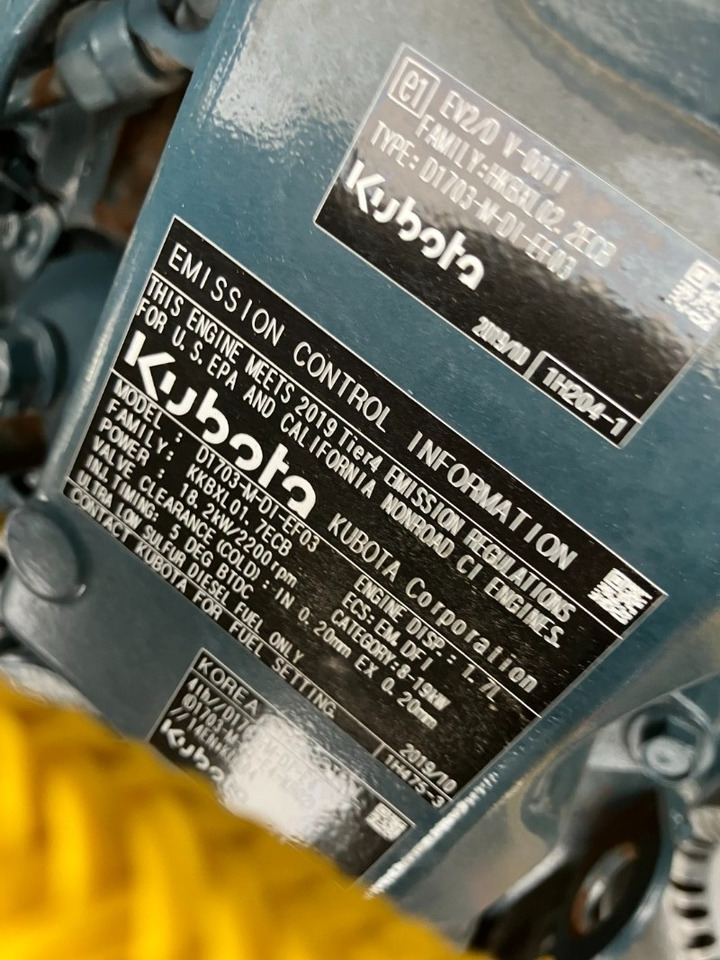 e1 EV2/D V-0011
FAMILY:HKBXL02.2EC3
TYPE: D1703-M-DI-EF03
Kubota
2019/10 1H204-1
EMISSION CONTROL INFORMATION
THIS ENGINE MEETS 2019 Tier4 EMISSION REGULATIONS
FOR U.S. EPA AND CALIFORNIA NONROAD CI ENGINES.
Kubota KUBOTA Corporation
MODEL : D1703-M-DI-EF03 ENGINE DISP : 1.7L
FAMILY: KKBXL01.7ECB ECS: EM, DFI
POWER : 18.2kW/2200rpm CATEGORY: 8-19kW
VALVE CLEARANCE (COLD) : IN 0.20mm EX 0.20mm
INJ. TIMING: 5 DEG BTDC
ULTRA LOW SULFUR DIESEL FUEL ONLY
CONTACT KUBOTA FOR FUEL SETTING 2019/10
1H475-3
KOREA
Kubota